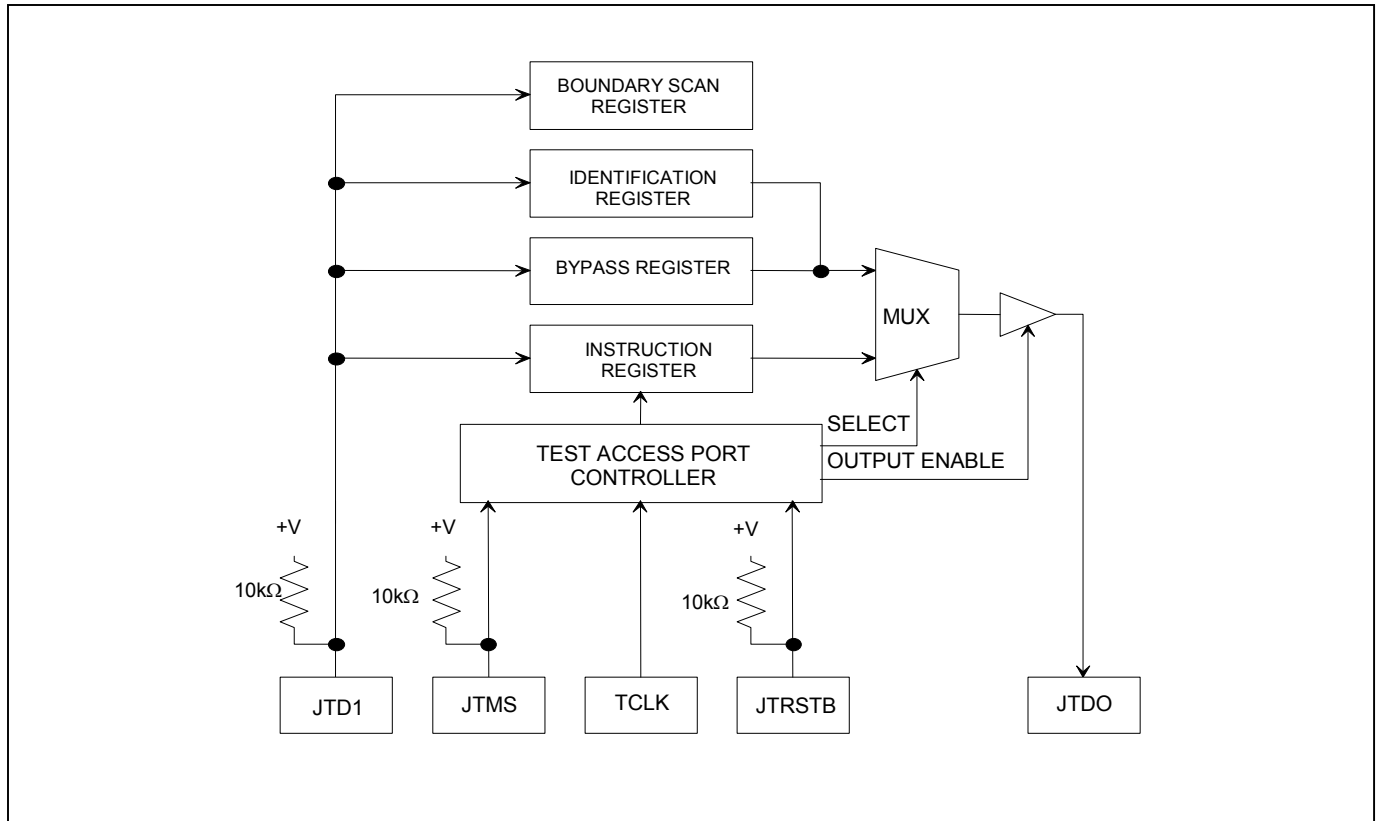 BOUNDARY SCAN
REGISTER
IDENTIFICATION
REGISTER
BYPASS REGISTER
MUX
INSTRUCTION
REGISTER
SELECT
TEST ACCESS PORT
CONTROLLER
OUTPUT ENABLE
+V
+V
+V
10kΩ
10kΩ
10kΩ
JTD1
JTMS
TCLK
JTRSTB
JTDO